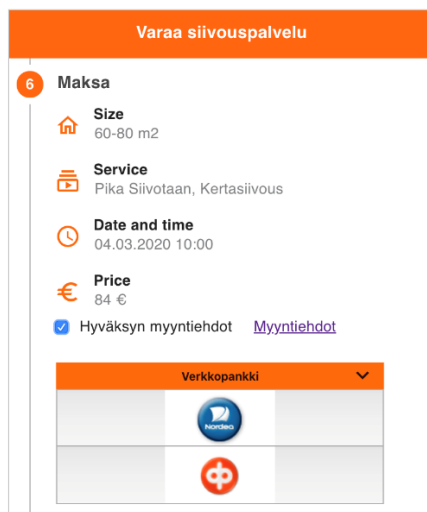 Varaa siivouspalvelu
6 Maksa
Size
60-80 m2
Service
Pika Siivotaan, Kertasiivous
Date and time
04.03.2020 10:00
Price
84 €
Hyväksyn myyntiehdot Myyntiehdot
Verkkopankki
Nordea